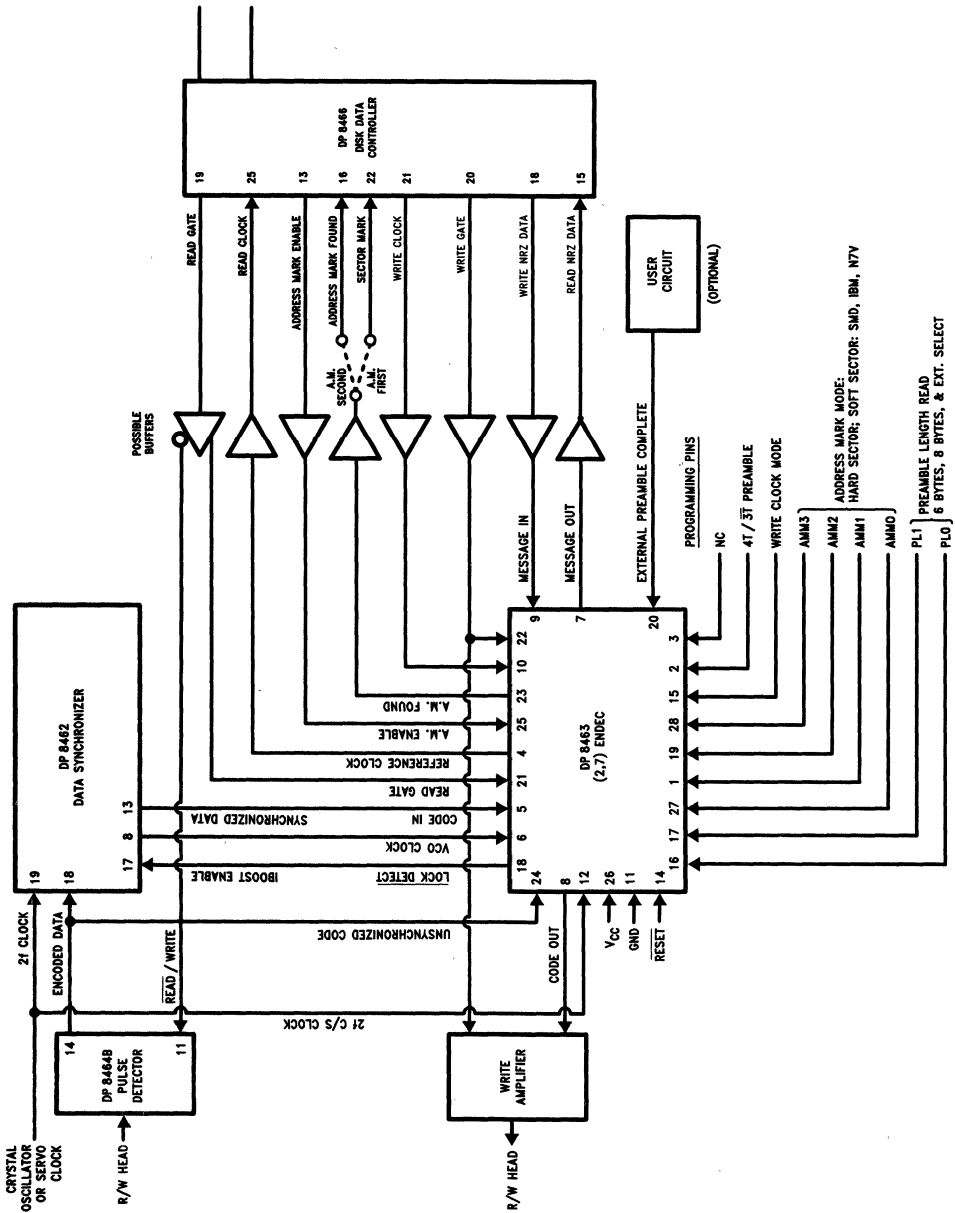 CRYSTAL
OSCILLATOR
OR SERVO
CLOCK
R/W HEAD
DP 8464B
PULSE
DETECTOR
14
11
2f CLOCK
ENCODED DATA
READ / WRITE
2f C/S CLOCK
19
18
DP 8462
DATA SYNCHRONIZER
17
8
13
IBOOST ENABLE
LOCK DETECT
VCO CLOCK
SYNCHRONIZED DATA
CODE IN
READ GATE
REFERENCE CLOCK
A.M. ENABLE
A.M. FOUND
UNSYNCHRONIZED CODE
POSSIBLE
BUFFERS
A.M.
SECOND
A.M.
FIRST
READ GATE
READ CLOCK
ADDRESS MARK ENABLE
ADDRESS MARK FOUND
SECTOR MARK
WRITE CLOCK
WRITE GATE
WRITE NRZ DATA
READ NRZ DATA
19
25
13
16
22
21
20
18
15
DP 8466
DISK DATA
CONTROLLER
WRITE
AMPLIFIER
R/W HEAD
CODE OUT
VCC
GND
RESET
24
8
12
26
11
14
18
6
5
21
4
25
23
10
22
DP 8463
(2,7) ENDEC
9
7
20
16
17
27
1
19
28
15
2
3
MESSAGE IN
MESSAGE OUT
EXTERNAL PREAMBLE COMPLETE
USER
CIRCUIT
(OPTIONAL)
PROGRAMMING PINS
NC
4T / 3T PREAMBLE
WRITE CLOCK MODE
AMM3
AMM2
AMM1
AMM0
ADDRESS MARK MODE:
HARD SECTOR; SOFT SECTOR: SMD, IBM, N7V
PL1
PL0
PREAMBLE LENGTH READ
6 BYTES, 8 BYTES, & EXT. SELECT